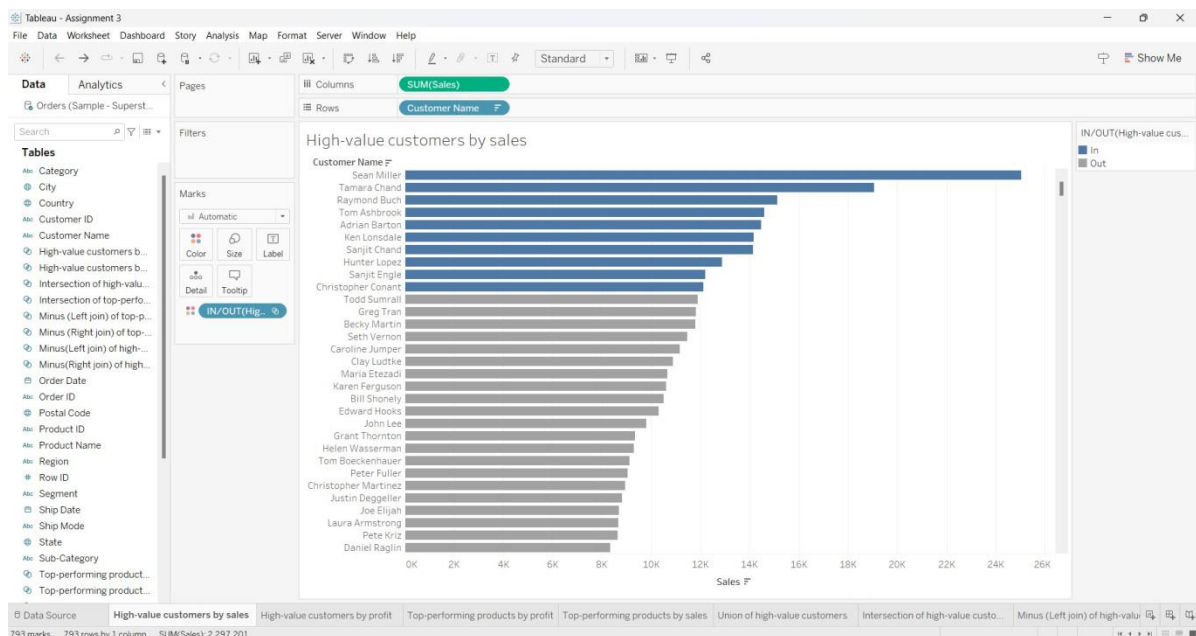 Tableau - Assignment 3
File Data Worksheet Dashboard Story Analysis Map Format Server Window Help
Standard
Show Me
Data Analytics
Orders (Sample - Superst...
Search
Tables
Abc Category
City
Country
Abc Customer ID
Abc Customer Name
High-value customers b...
High-value customers b...
Intersection of high-valu...
Intersection of top-perfo...
Minus (Left join) of top-p...
Minus (Right join) of top-...
Minus(Left join) of high-...
Minus(Right join) of high...
Order Date
Abc Order ID
Postal Code
Abc Product ID
Abc Product Name
Abc Region
# Row ID
Abc Segment
Ship Date
Abc Ship Mode
State
Abc Sub-Category
Top-performing product...
Top-performing product...
Pages
Filters
Marks
Automatic
Color Size Label
Detail Tooltip
IN/OUT(Hig..
Columns SUM(Sales)
Rows Customer Name
High-value customers by sales
Customer Name
Sean Miller
Tamara Chand
Raymond Buch
Tom Ashbrook
Adrian Barton
Ken Lonsdale
Sanjit Chand
Hunter Lopez
Sanjit Engle
Christopher Conant
Todd Sumrall
Greg Tran
Becky Martin
Seth Vernon
Caroline Jumper
Clay Ludtke
Maria Etezadi
Karen Ferguson
Bill Shonely
Edward Hooks
John Lee
Grant Thornton
Helen Wasserman
Tom Boeckenhauer
Peter Fuller
Christopher Martinez
Justin Deggeller
Joe Elijah
Laura Armstrong
Pete Kriz
Daniel Raglin
0K 2K 4K 6K 8K 10K 12K 14K 16K 18K 20K 22K 24K 26K
Sales
IN/OUT(High-value cus...
In
Out
Data Source High-value customers by sales High-value customers by profit Top-performing products by profit Top-performing products by sales Union of high-value customers Intersection of high-value custo... Minus (Left join) of high-valu
793 marks 793 rows by 1 column SUM(Sales): 2,297,201